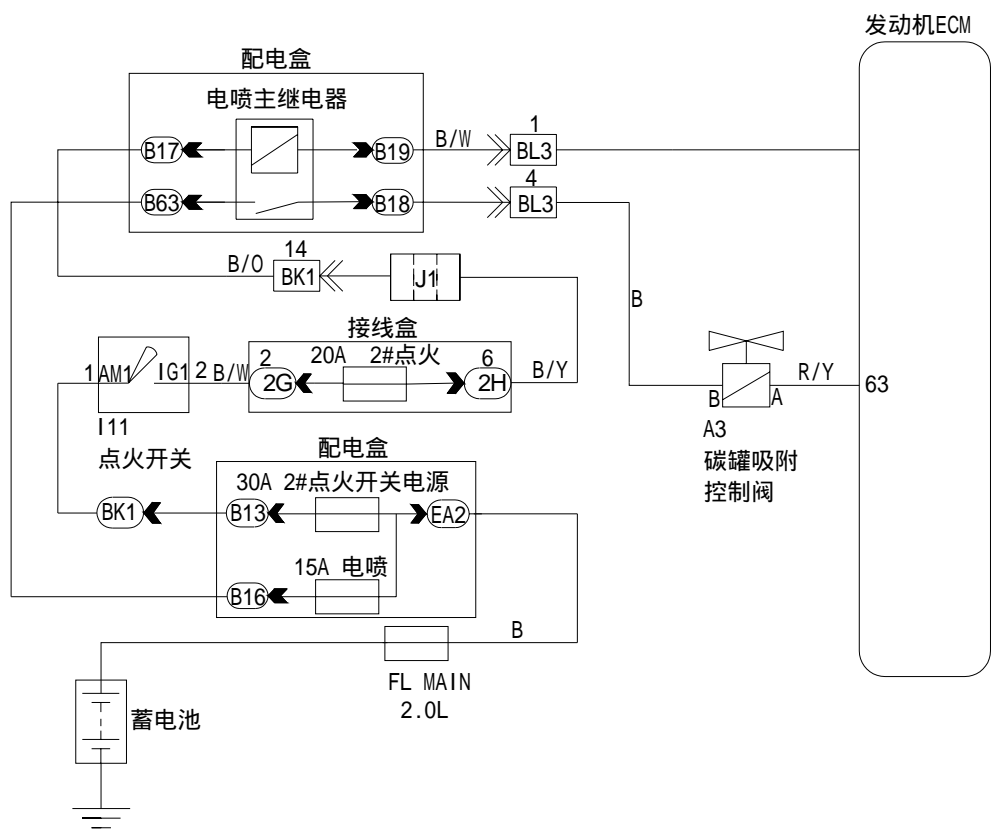 发动机ECM
配电盒
电喷主继电器
B17
B19
B/W
1
BL3
B63
B18
4
BL3
B/O
14
BK1
J1
B
接线盒
20A 2#点火
1 AM1 IG1 2 B/W
2
2G
6
2H
B/Y
I11
点火开关
B
A
R/Y
63
A3
碳罐吸附
控制阀
配电盒
30A 2#点火开关电源
BK1
B13
EA2
15A 电喷
B16
B
FL MAIN
2.0L
蓄电池